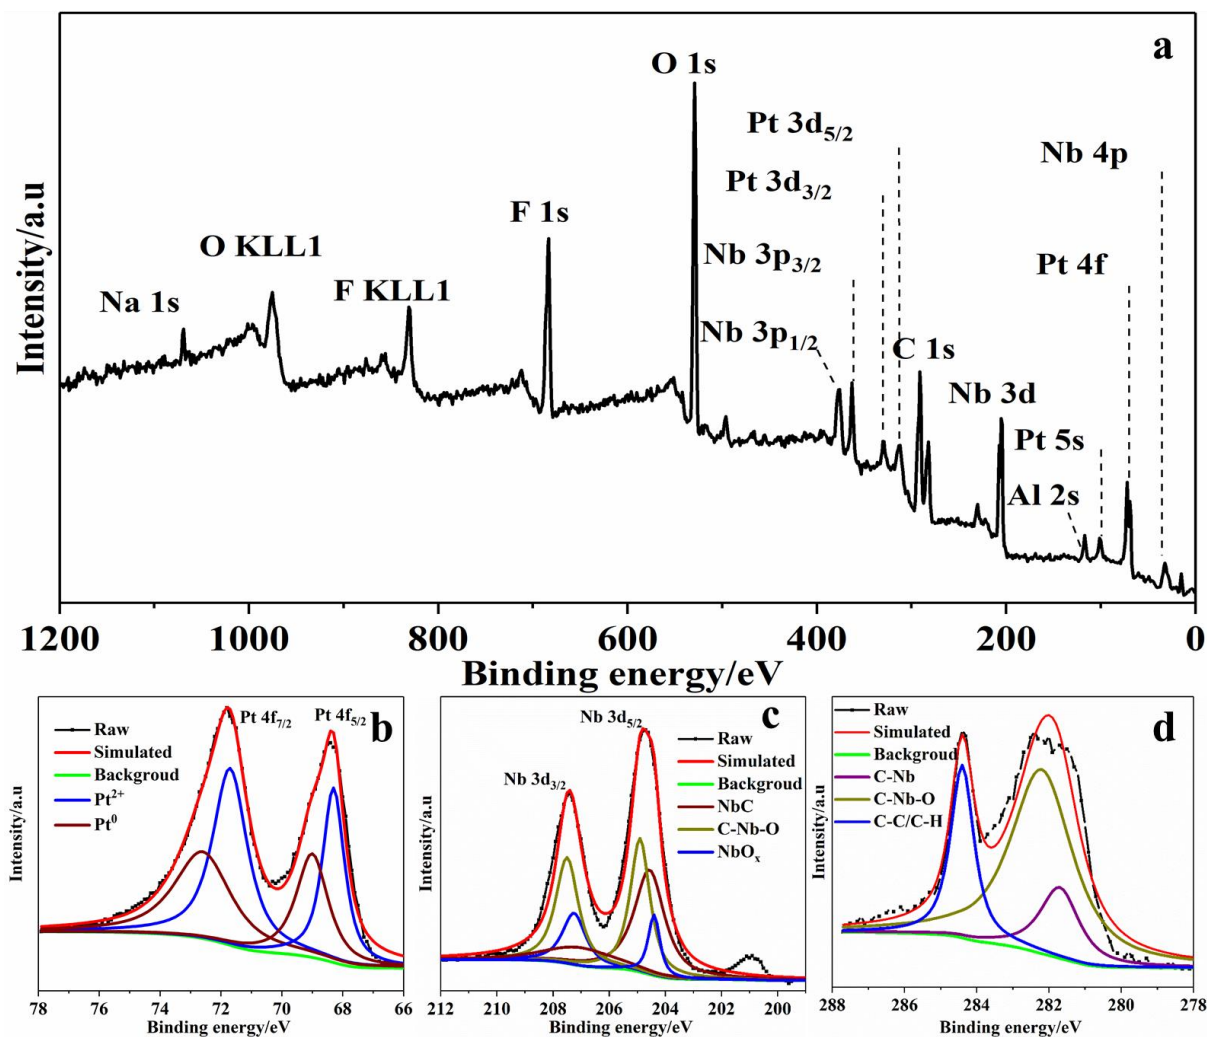 a
O 1s
Pt 3d5/2
Nb 4p
Pt 3d3/2
F 1s
O KLL1
Nb 3p3/2
Pt 4f
F KLL1
Na 1s
Nb 3p1/2
C 1s
Nb 3d
Pt 5s
Al 2s
Intensity/a.u
1200 1000 800 600 400 200 0
Binding energy/eV
b
Pt 4f7/2
Pt 4f5/2
Raw
Simulated
Backgroud
Pt2+
Pt0
Intensity/a.u
78 76 74 72 70 68 66
Binding energy/eV
c
Nb 3d5/2
Nb 3d3/2
Raw
Simulated
Backgroud
NbC
C-Nb-O
NbOx
Intensity/a.u
212 210 208 206 204 202 200
Binding energy/eV
d
Raw
Simulated
Backgroud
C-Nb
C-Nb-O
C-C/C-H
Intensity/a.u
288 286 284 282 280 278
Binding energy/eV